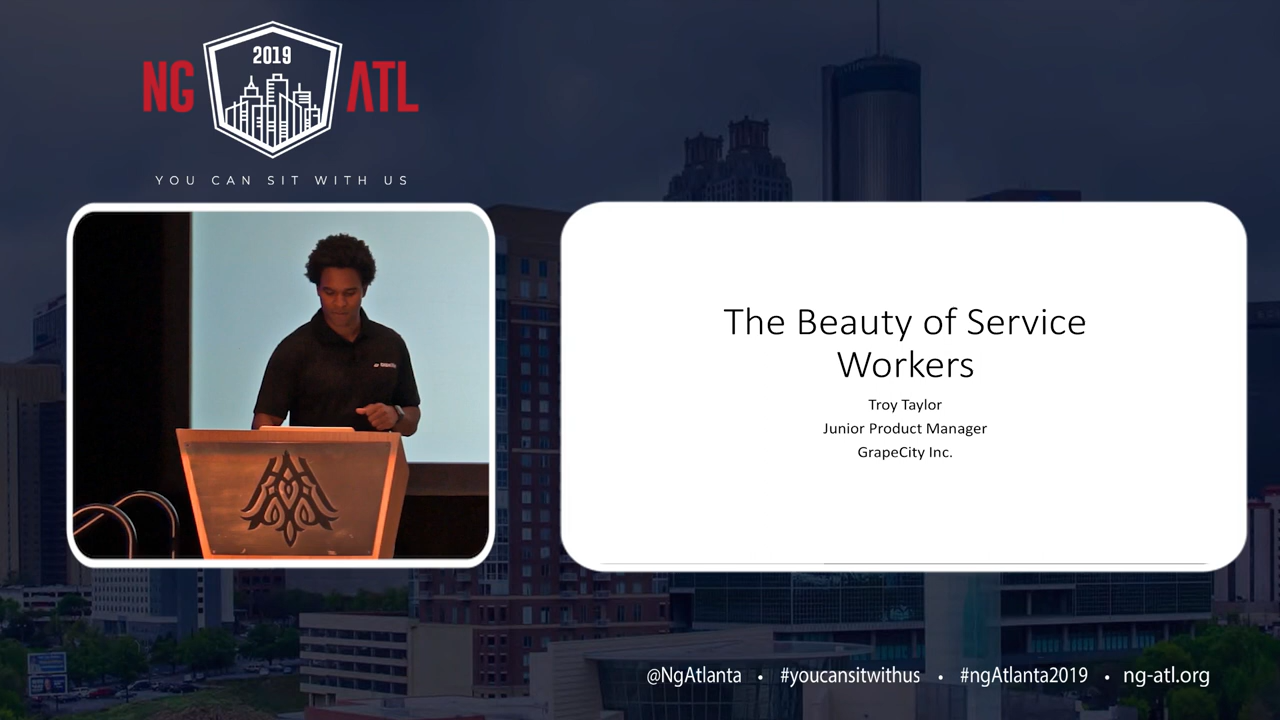 2019
NG ATL
YOU CAN SIT WITH US
The Beauty of Service
Workers
Troy Taylor
Junior Product Manager
GrapeCity Inc.
@NgAtlanta • #youcansitwithus • #ngAtlanta2019 • ng-atl.org